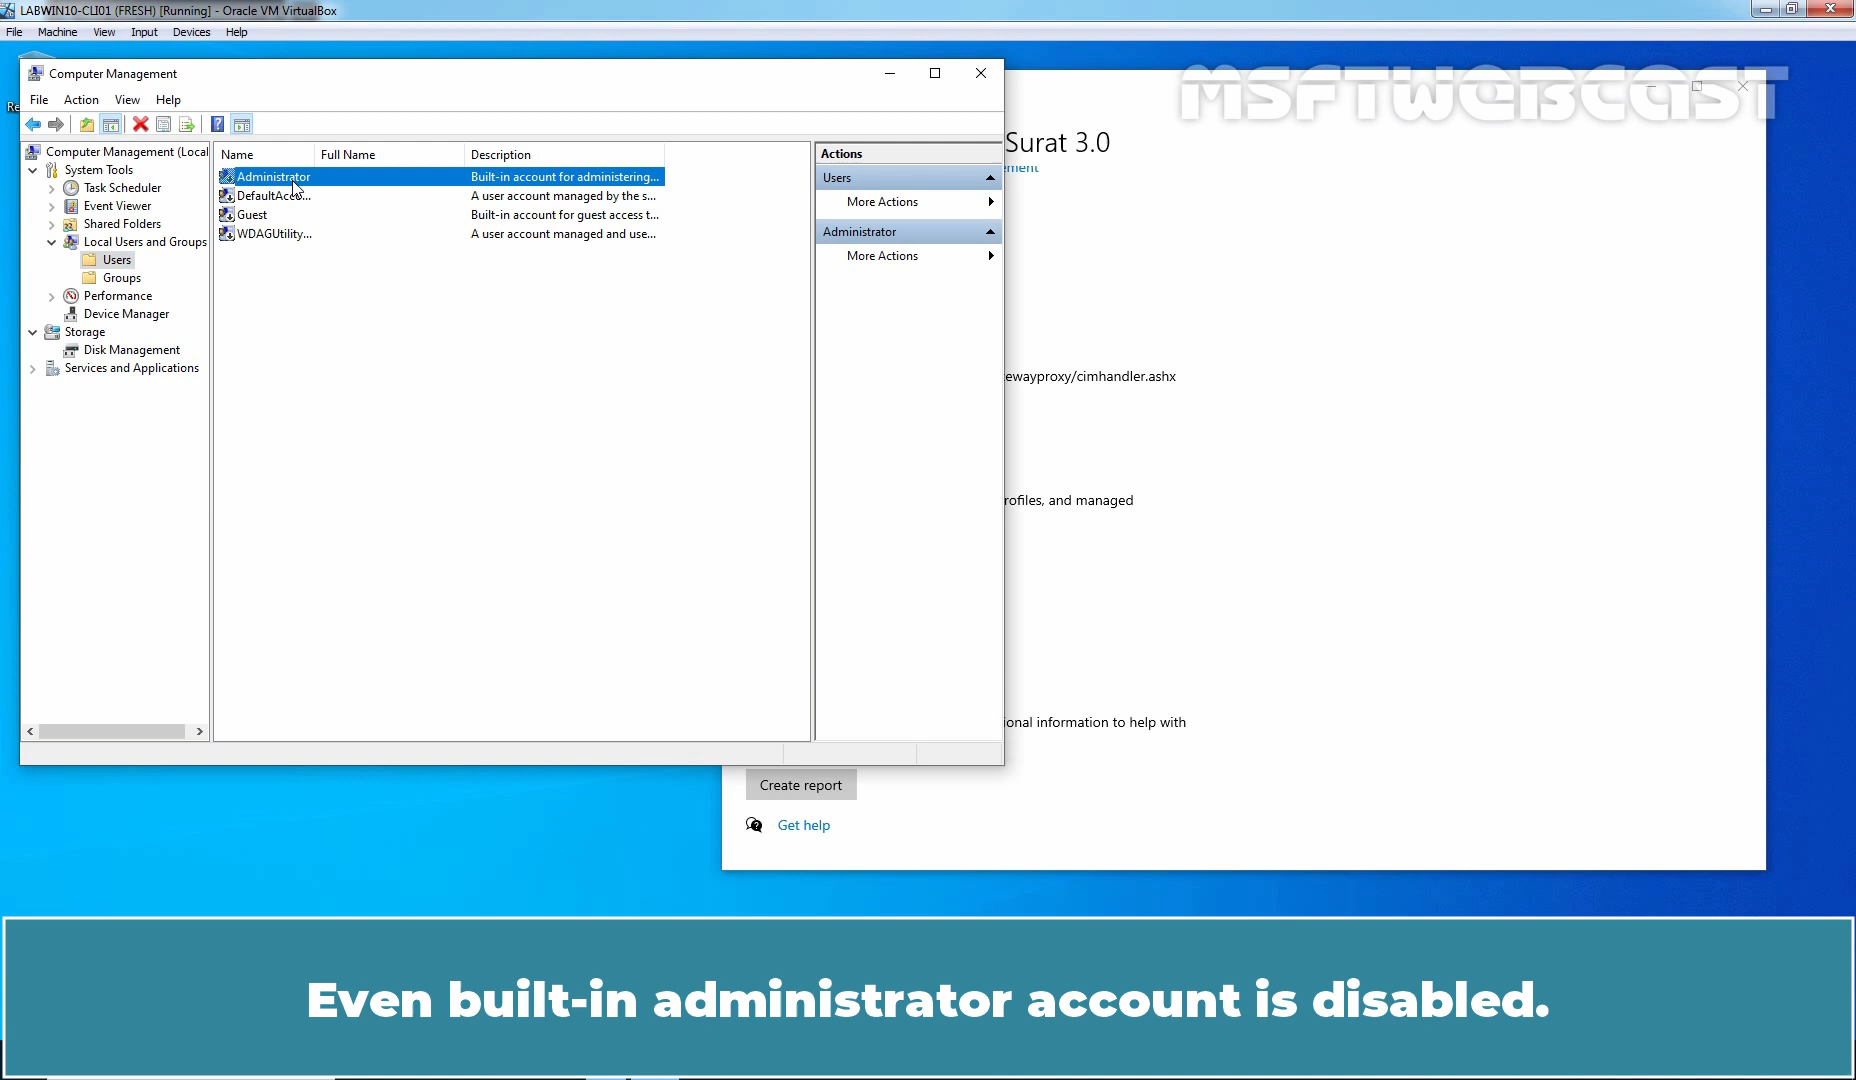 LABWIN10-CLI01 (FRESH) [Running] - Oracle VM VirtualBox
File Machine View Input Devices Help
Computer Management
File Action View Help
MSFTWEBCAST
Surat 3.0
ement
Computer Management (Local
System Tools
Task Scheduler
Event Viewer
Shared Folders
Local Users and Groups
Users
Groups
Performance
Device Manager
Storage
Disk Management
Services and Applications
Name Full Name Description
Administrator Built-in account for administering...
DefaultAcco... A user account managed by the s...
Guest Built-in account for guest access t...
WDAGUtility... A user account managed and use...
Actions
Users
More Actions
Administrator
More Actions
ewayproxy/cimhandler.ashx
rofiles, and managed
ional information to help with
Create report
Get help
Even built-in administrator account is disabled.